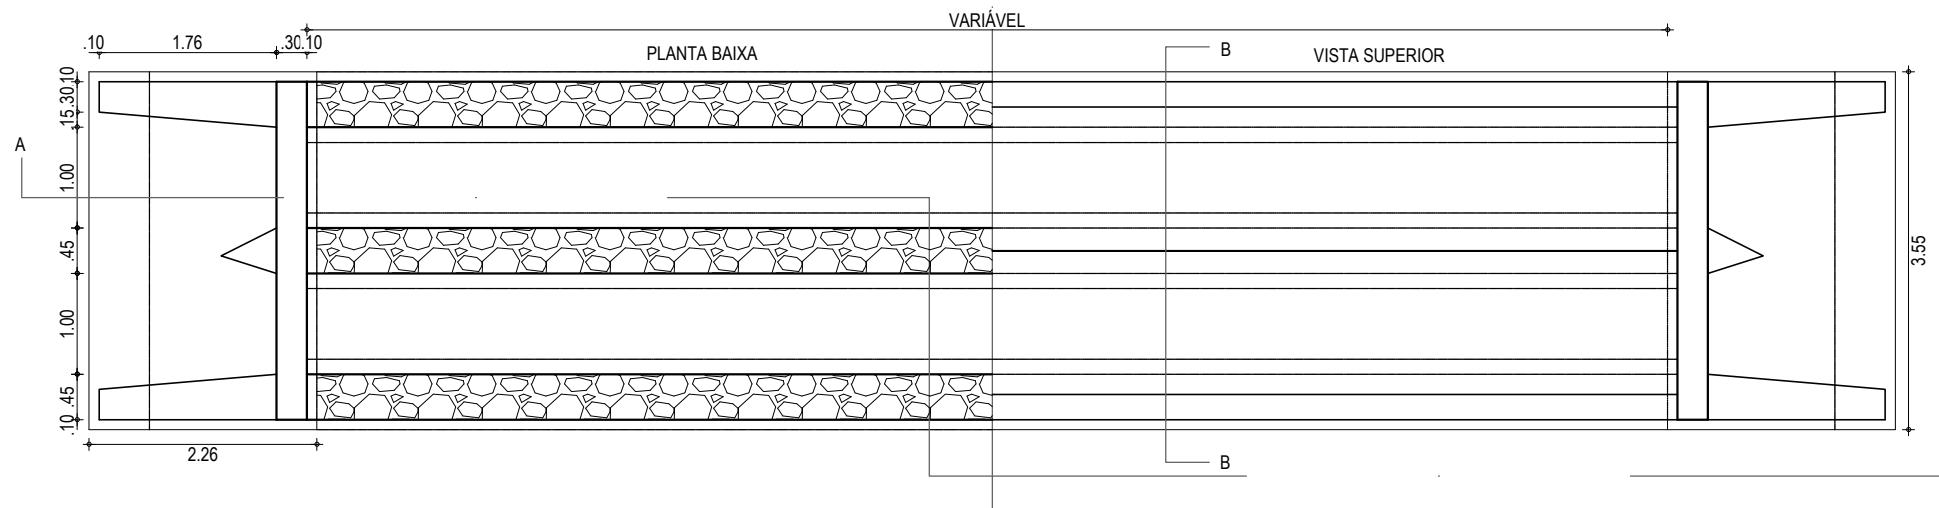 VARIÁVEL
.10 1.76 .30 .10
PLANTA BAIXA
B
VISTA SUPERIOR
.10
.30
.15
A
1.00
.45
3.55
1.00
.45
.10
2.26
B